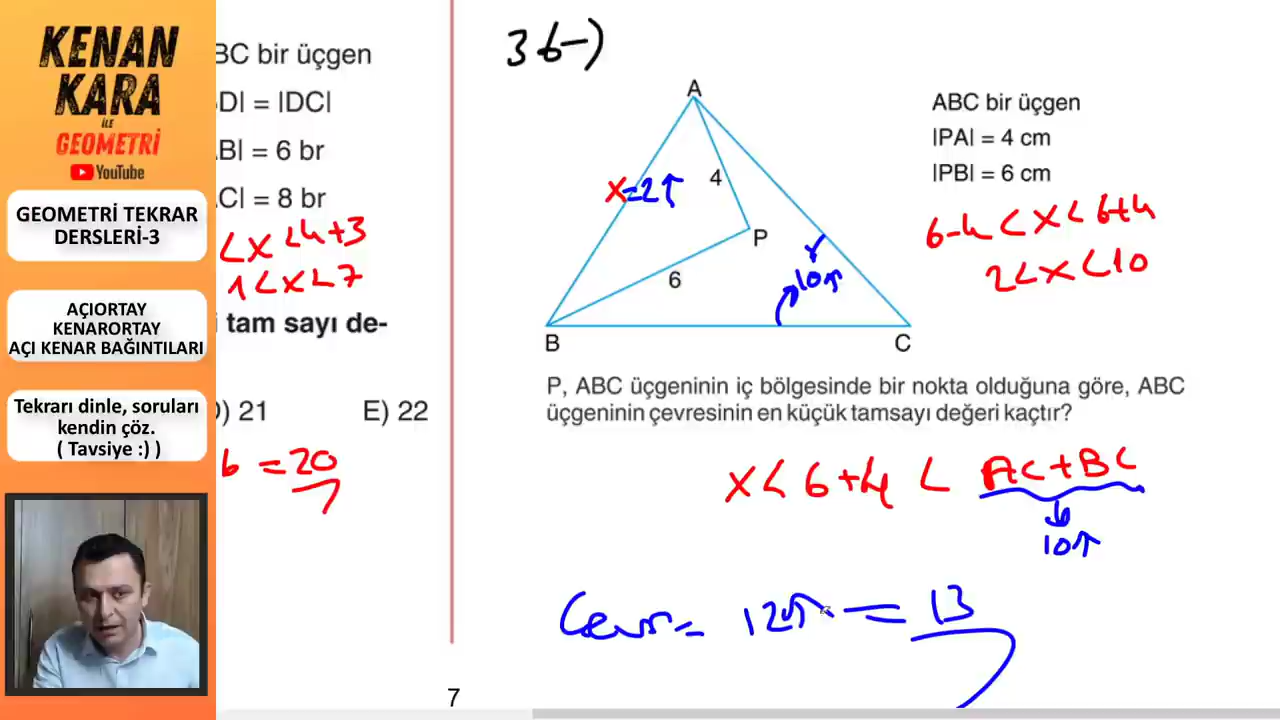 KENAN
KARA
İLE
GEOMETRİ
YouTube
GEOMETRİ TEKRAR
DERSLERİ-3
AÇIORTAY
KENARORTAY
AÇI KENAR BAĞINTILARI
Tekrarı dinle, soruları
kendin çöz.
( Tavsiye :) )
BC bir üçgen
DI = IDCI
BI = 6 br
CI = 8 br
<x<4+3
1<x<7
tam sayı de-
) 21 E) 22
6 = 20
7
36-)
A
x=2↑
4
P
6
10↑
B
C
ABC bir üçgen
IPAI = 4 cm
IPBI = 6 cm
6-4<x<6+4
2<x<10
P, ABC üçgeninin iç bölgesinde bir nokta olduğuna göre, ABC
üçgeninin çevresinin en küçük tamsayı değeri kaçtır?
x<6+4< AC+BC
10↑
Çevre= 12↑ = 13